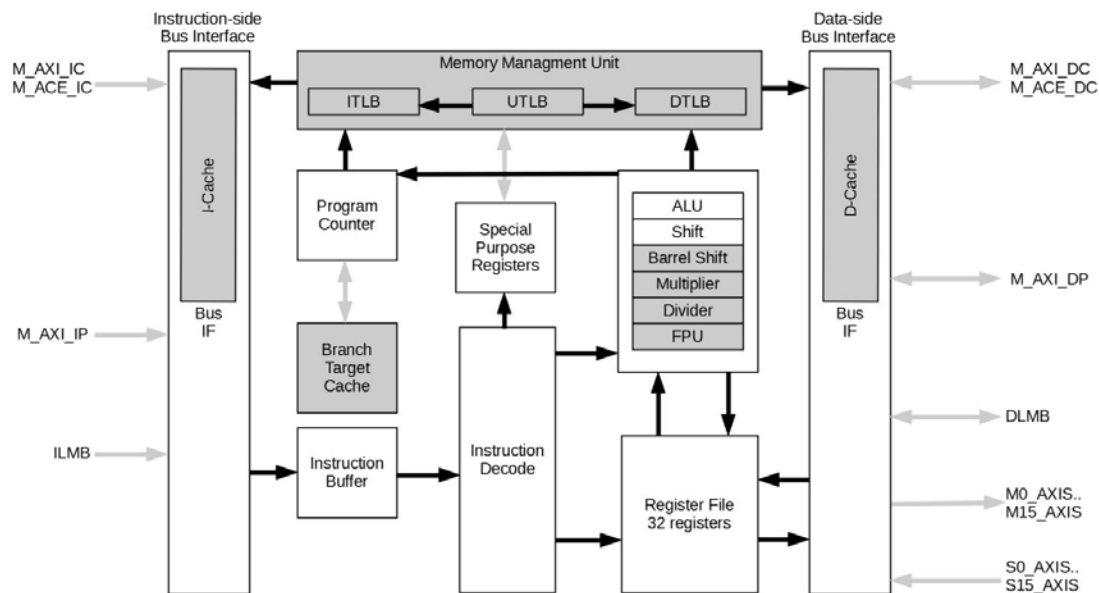 Instruction-side
Bus Interface
Data-side
Bus Interface
M_AXI_IC
M_ACE_IC
I-Cache
Bus
IF
M_AXI_IP
ILMB
Memory Managment Unit
ITLB
UTLB
DTLB
Program
Counter
Special
Purpose
Registers
Branch
Target
Cache
Instruction
Buffer
Instruction
Decode
ALU
Shift
Barrel Shift
Multiplier
Divider
FPU
Register File
32 registers
D-Cache
Bus
IF
M_AXI_DC
M_ACE_DC
M_AXI_DP
DLMB
M0_AXIS..
M15_AXIS
S0_AXIS..
S15_AXIS